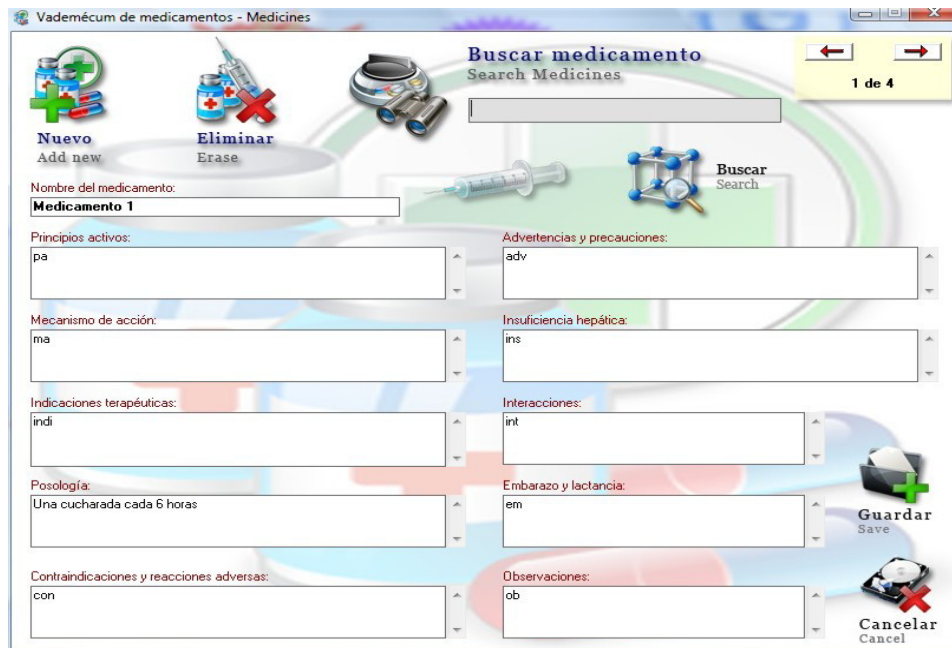 Vademécum de medicamentos - Medicines
Buscar medicamento
Search Medicines
1 de 4
Nuevo
Add new
Eliminar
Erase
Buscar
Search
Nombre del medicamento:
Medicamento 1
Principios activos:
pa
Advertencias y precauciones:
adv
Mecanismo de acción:
ma
Insuficiencia hepática:
ins
Indicaciones terapéuticas:
indi
Interacciones:
int
Posología:
Una cucharada cada 6 horas
Embarazo y lactancia:
em
Guardar
Save
Contraindicaciones y reacciones adversas:
con
Observaciones:
ob
Cancelar
Cancel